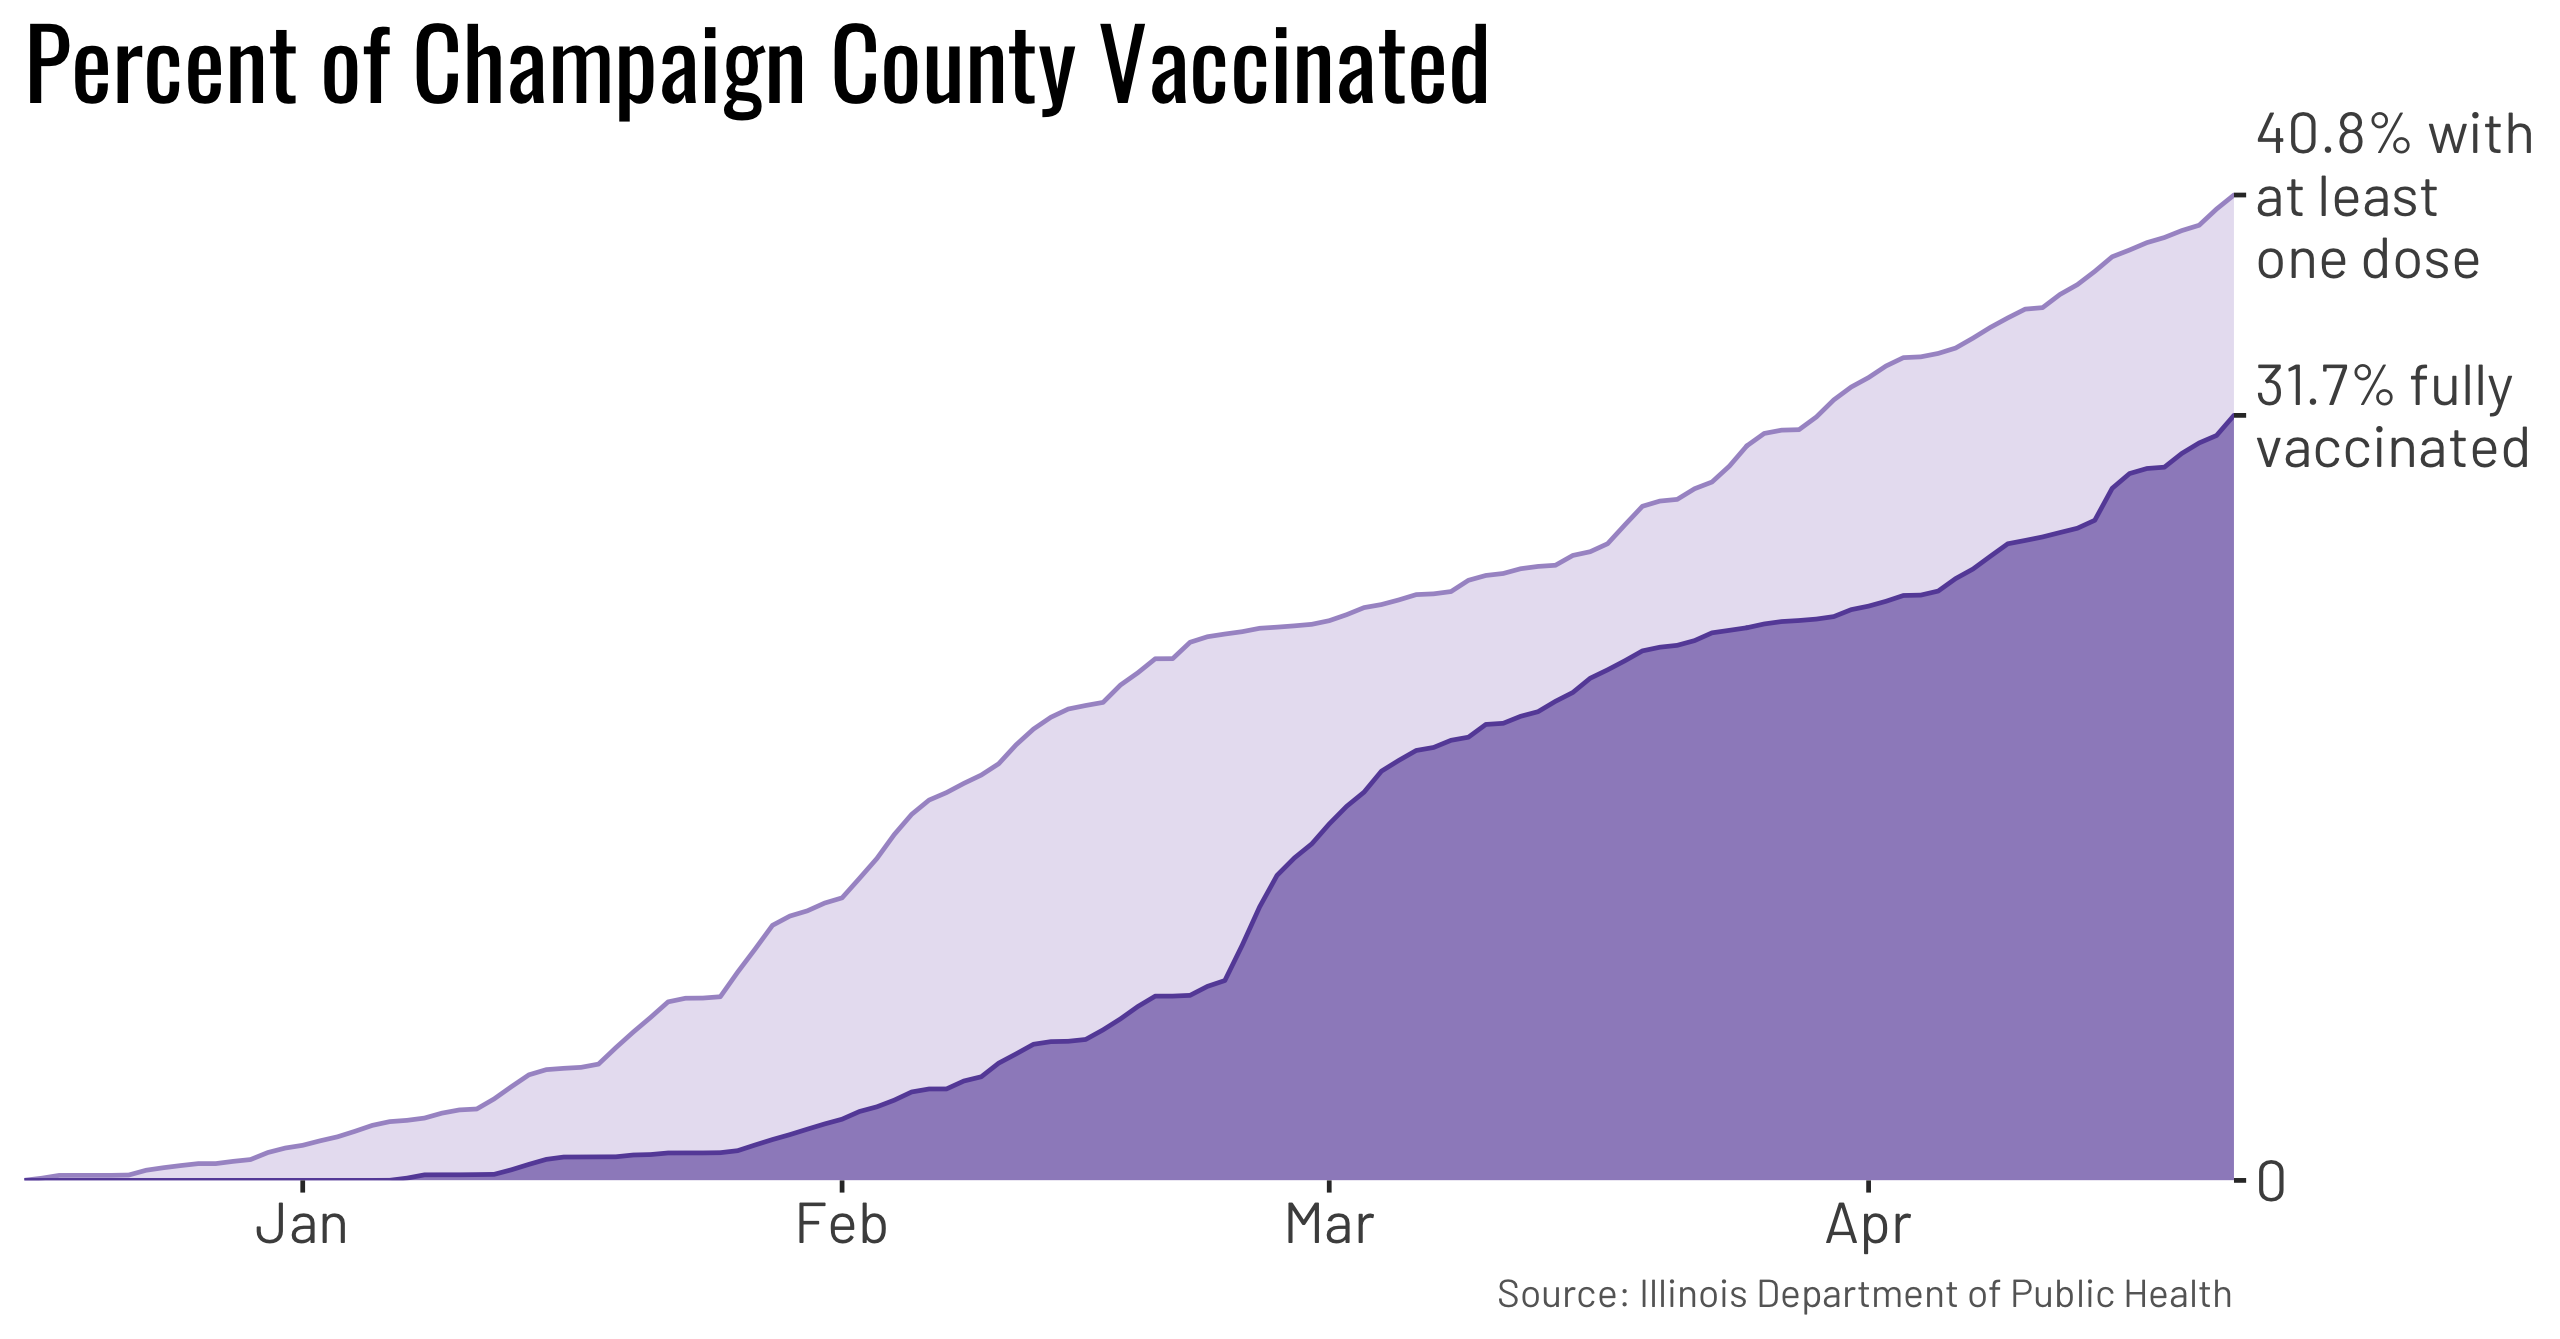 Percent of Champaign County Vaccinated
40.8% with
at least
one dose
31.7% fully
vaccinated
0
Jan
Feb
Mar
Apr
Source: Illinois Department of Public Health